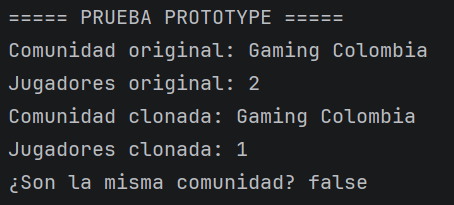 ===== PRUEBA PROTOTYPE =====
Comunidad original: Gaming Colombia
Jugadores original: 2
Comunidad clonada: Gaming Colombia
Jugadores clonada: 1
¿Son la misma comunidad? false